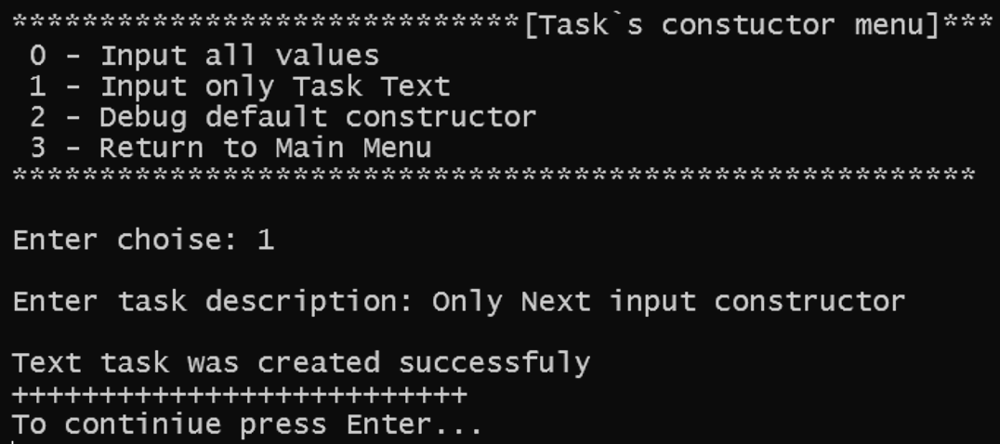 *****************************[Task`s constuctor menu]***
0 - Input all values
1 - Input only Task Text
2 - Debug default constructor
3 - Return to Main Menu
*******************************************************
Enter choise: 1
Enter task description: Only Next input constructor
Text task was created successfuly
++++++++++++++++++++++++++
To continiue press Enter...